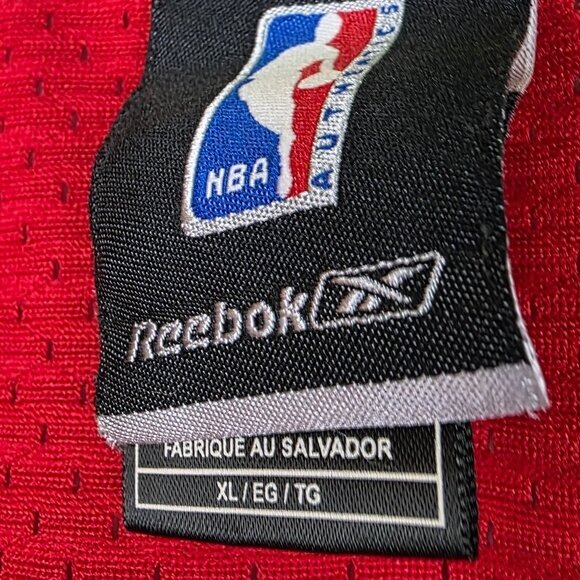 NBA
AUTHENTICS
Reebok
FABRIQUE AU SALVADOR
XL / EG / TG